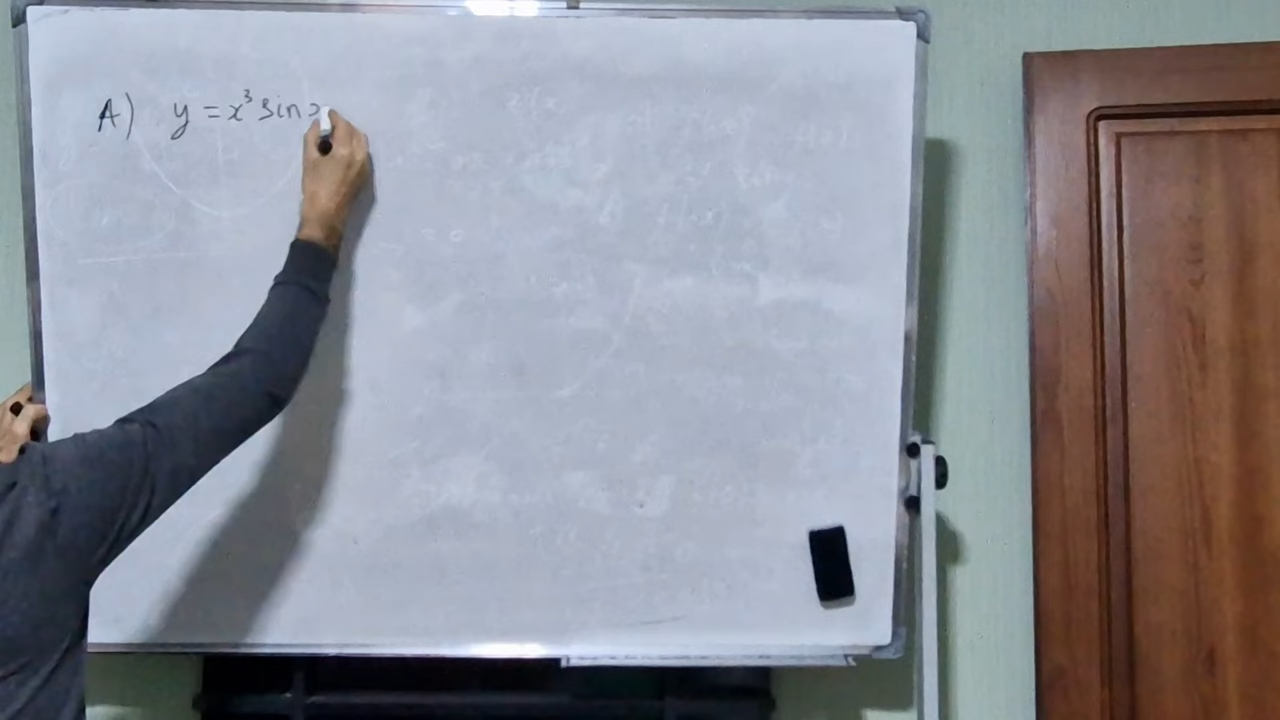 A) y = x³ sin x